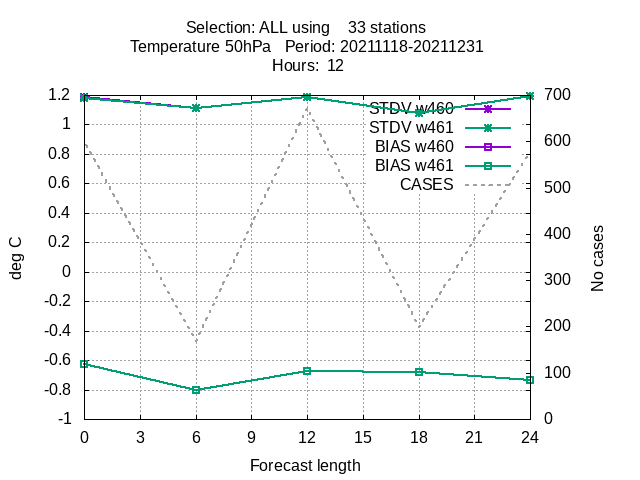 Selection: ALL using    33 stations
Temperature 50hPa   Period: 20211118-20211231
Hours:  12
1.2
1
0.8
0.6
0.4
0.2
0
-0.2
-0.4
-0.6
-0.8
-1
deg C
STDV w460
STDV w461
BIAS w460
BIAS w461
CASES
700
600
500
400
300
200
100
0
No cases
0 3 6 9 12 15 18 21 24
Forecast length